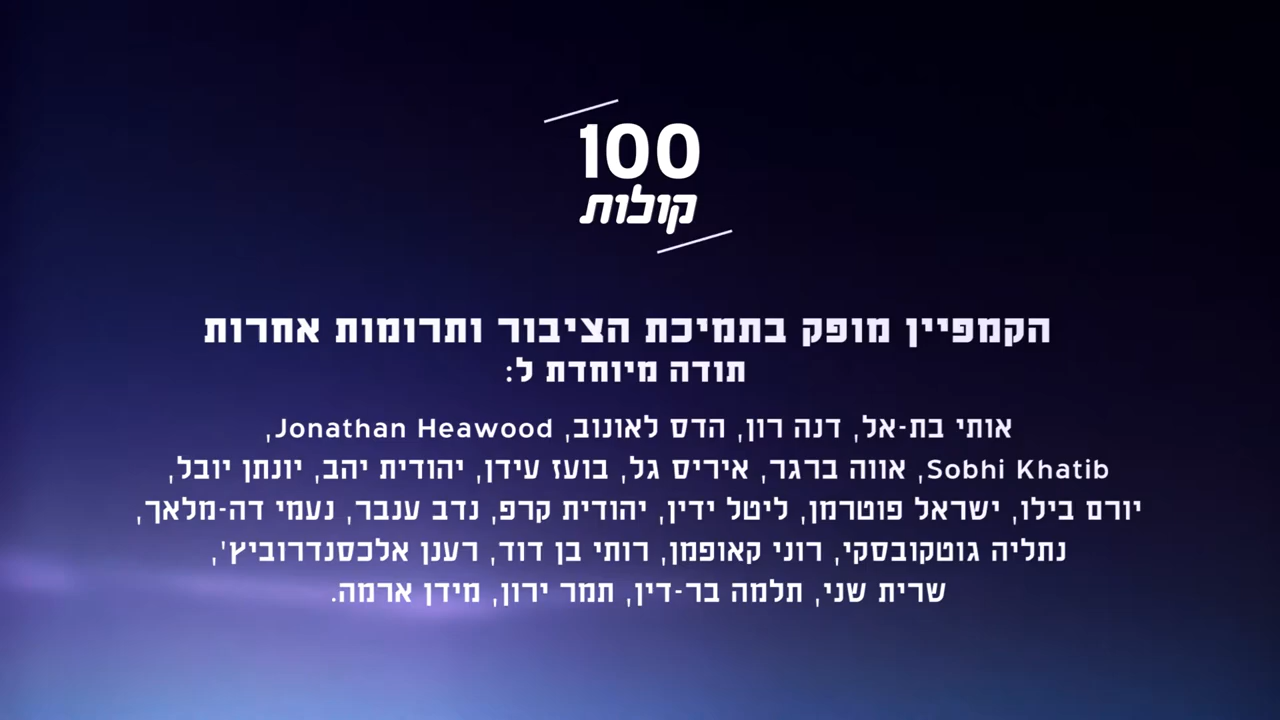 100
קולות
הקמפיין מופק בתמיכת הציבור ותרומות אחרות
תודה מיוחדת ל:
אותי בת-אל, דנה רון, הדס לאונוב, Jonathan Heawood,
Sobhi Khatib, אווה ברגר, איריס גל, בועז עידן, יהודית יהב, יונתן יובל,
יורם בילו, ישראל פוטרמן, ליטל ידין, יהודית קרפ, נדב ענבר, נעמי דה-מלאך,
נתליה גוטקובסקי, רוני קאופמן, רותי בן דוד, רענן אלכסנדרוביץ',
שרית שני, תלמה בר-דין, תמר ירון, מידן ארמה.